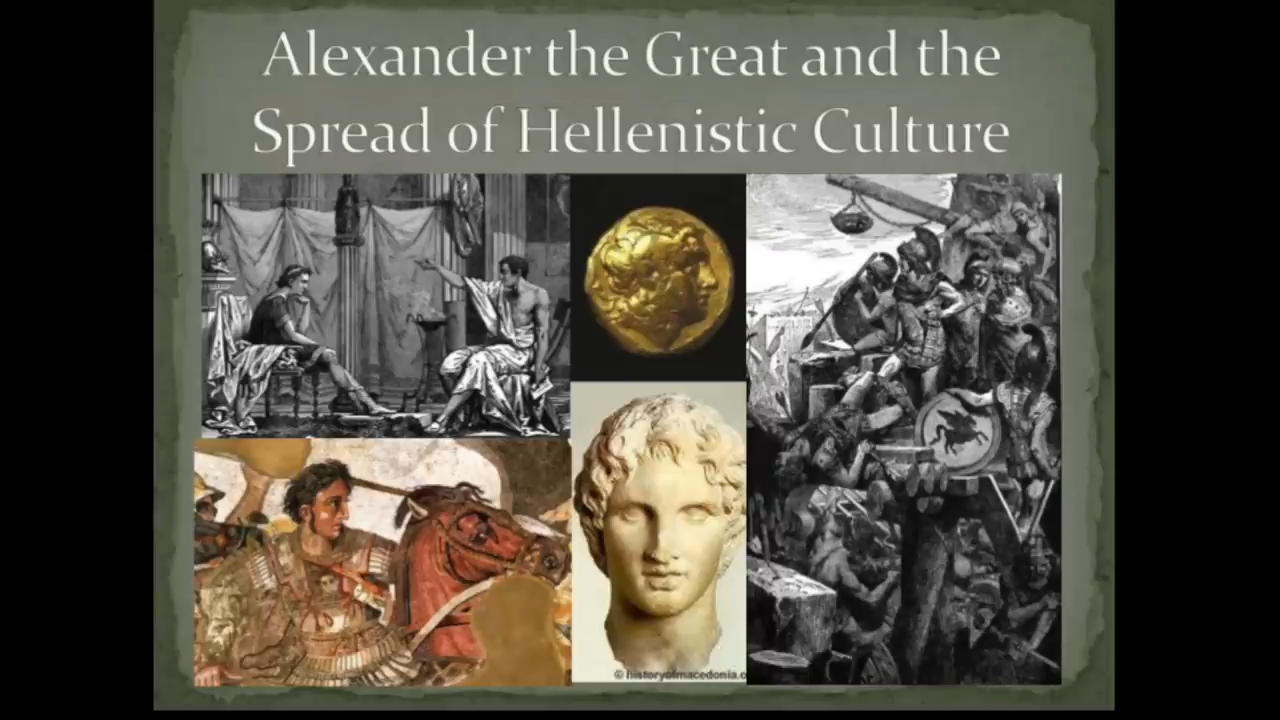 Alexander the Great and the
Spread of Hellenistic Culture
© historyofmacedonia.o